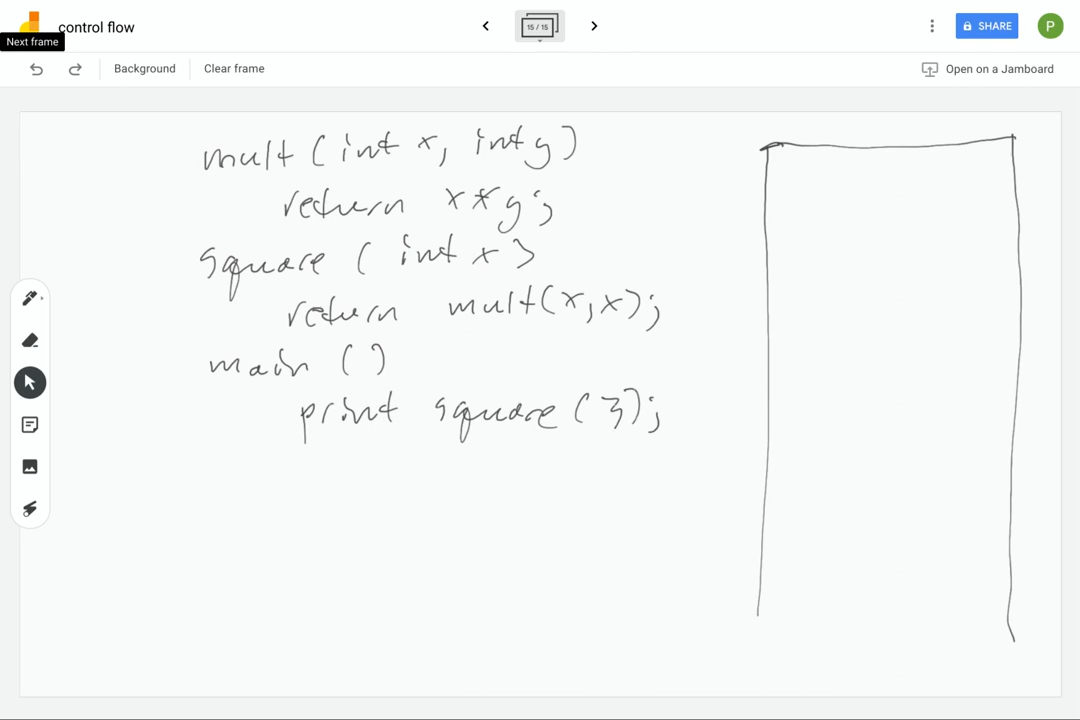 control flow
15 / 15
SHARE
P
Next frame
Background
Clear frame
Open on a Jamboard
mult (int x, int y)
return x*y;
square (int x)
return mult(x,x);
main ()
print square (3);